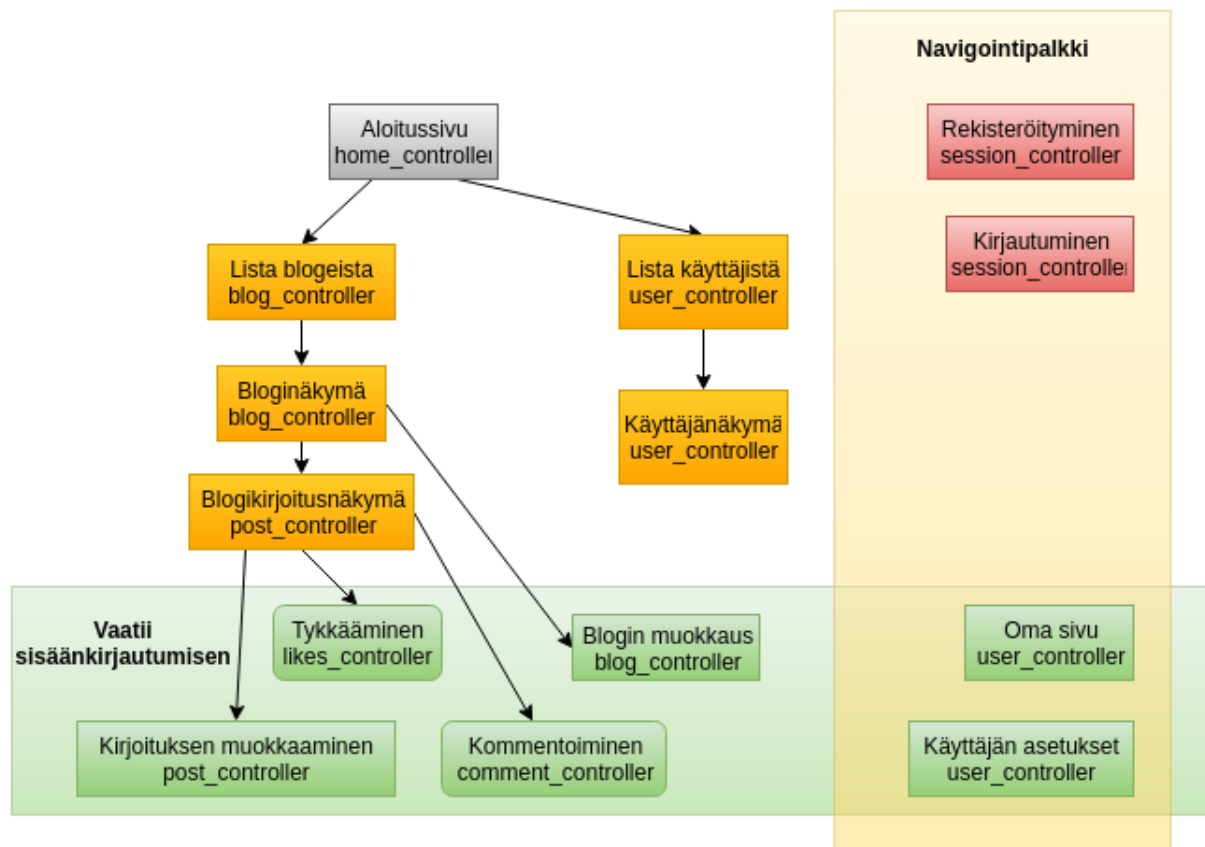 Navigointipalkki
Aloitussivu
home_controller
Rekisteröityminen
session_controller
Kirjautuminen
session_controller
Lista blogeista
blog_controller
Lista käyttäjistä
user_controller
Bloginäkymä
blog_controller
Käyttäjänäkymä
user_controller
Blogikirjoitusnäkymä
post_controller
Vaatii
sisäänkirjautumisen
Tykkääminen
likes_controller
Blogin muokkaus
blog_controller
Oma sivu
user_controller
Kirjoituksen muokkaaminen
post_controller
Kommentoiminen
comment_controller
Käyttäjän asetukset
user_controller